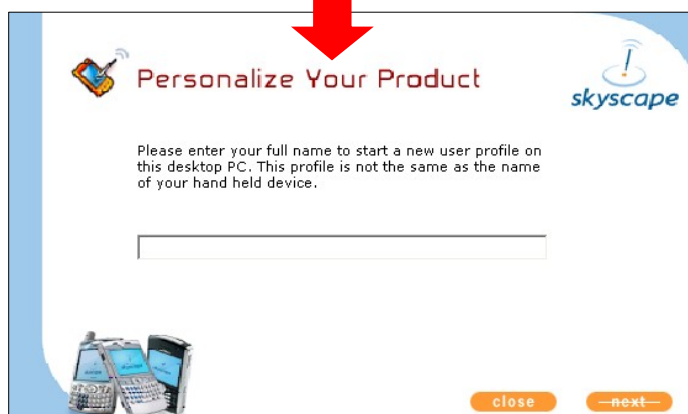 Personalize Your Product
skyscape
Please enter your full name to start a new user profile on
this desktop PC. This profile is not the same as the name
of your hand held device.
close
next